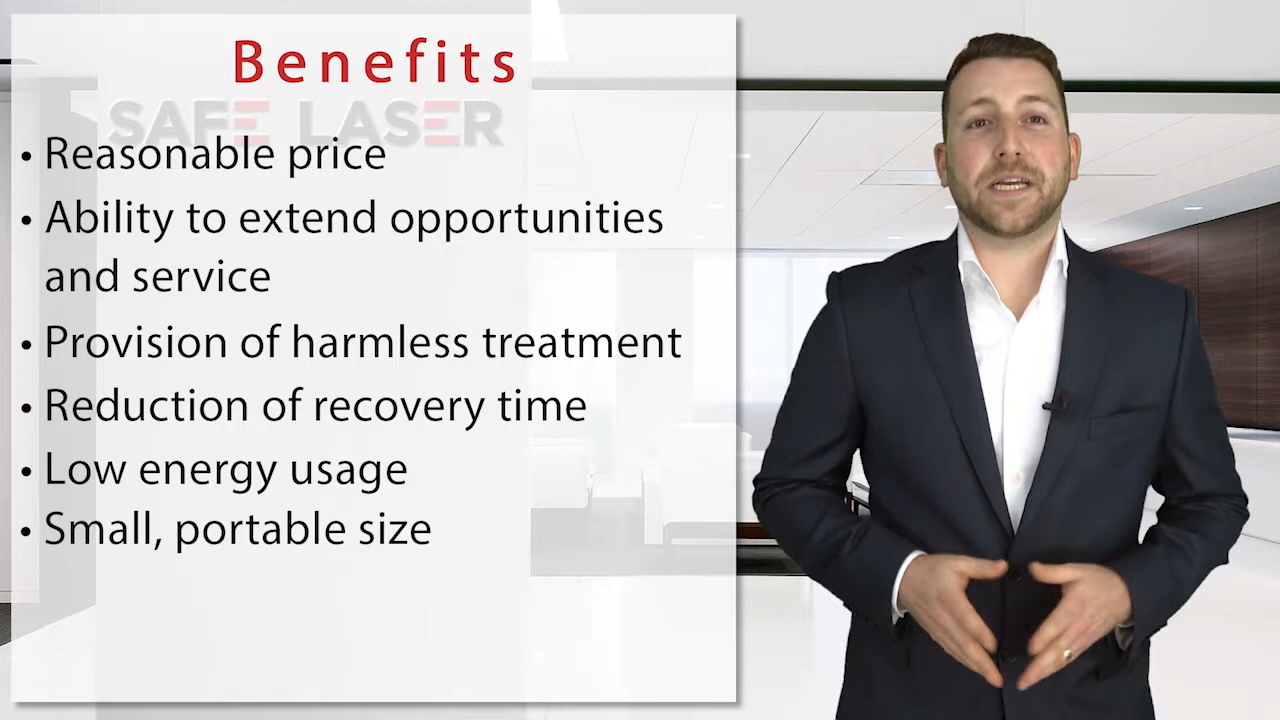 Benefits
SAFE LASER
• Reasonable price
• Ability to extend opportunities
and service
• Provision of harmless treatment
• Reduction of recovery time
• Low energy usage
• Small, portable size